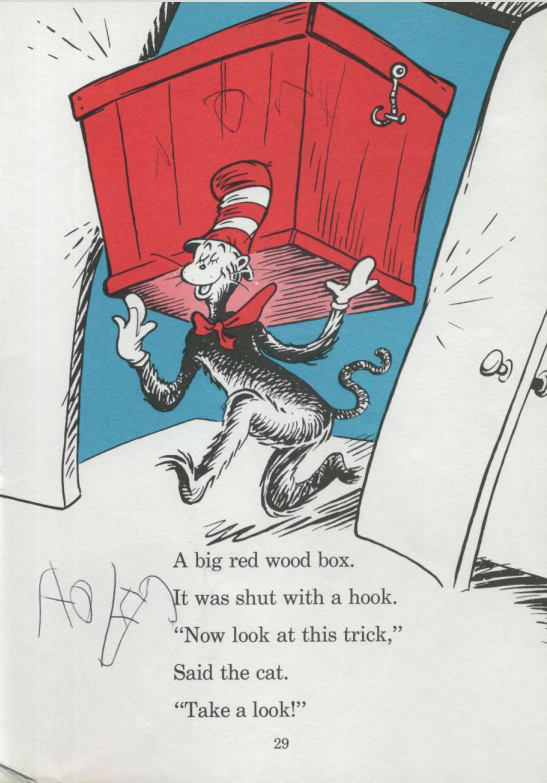 A big red wood box.
It was shut with a hook.
“Now look at this trick,”
Said the cat.
“Take a look!”
29